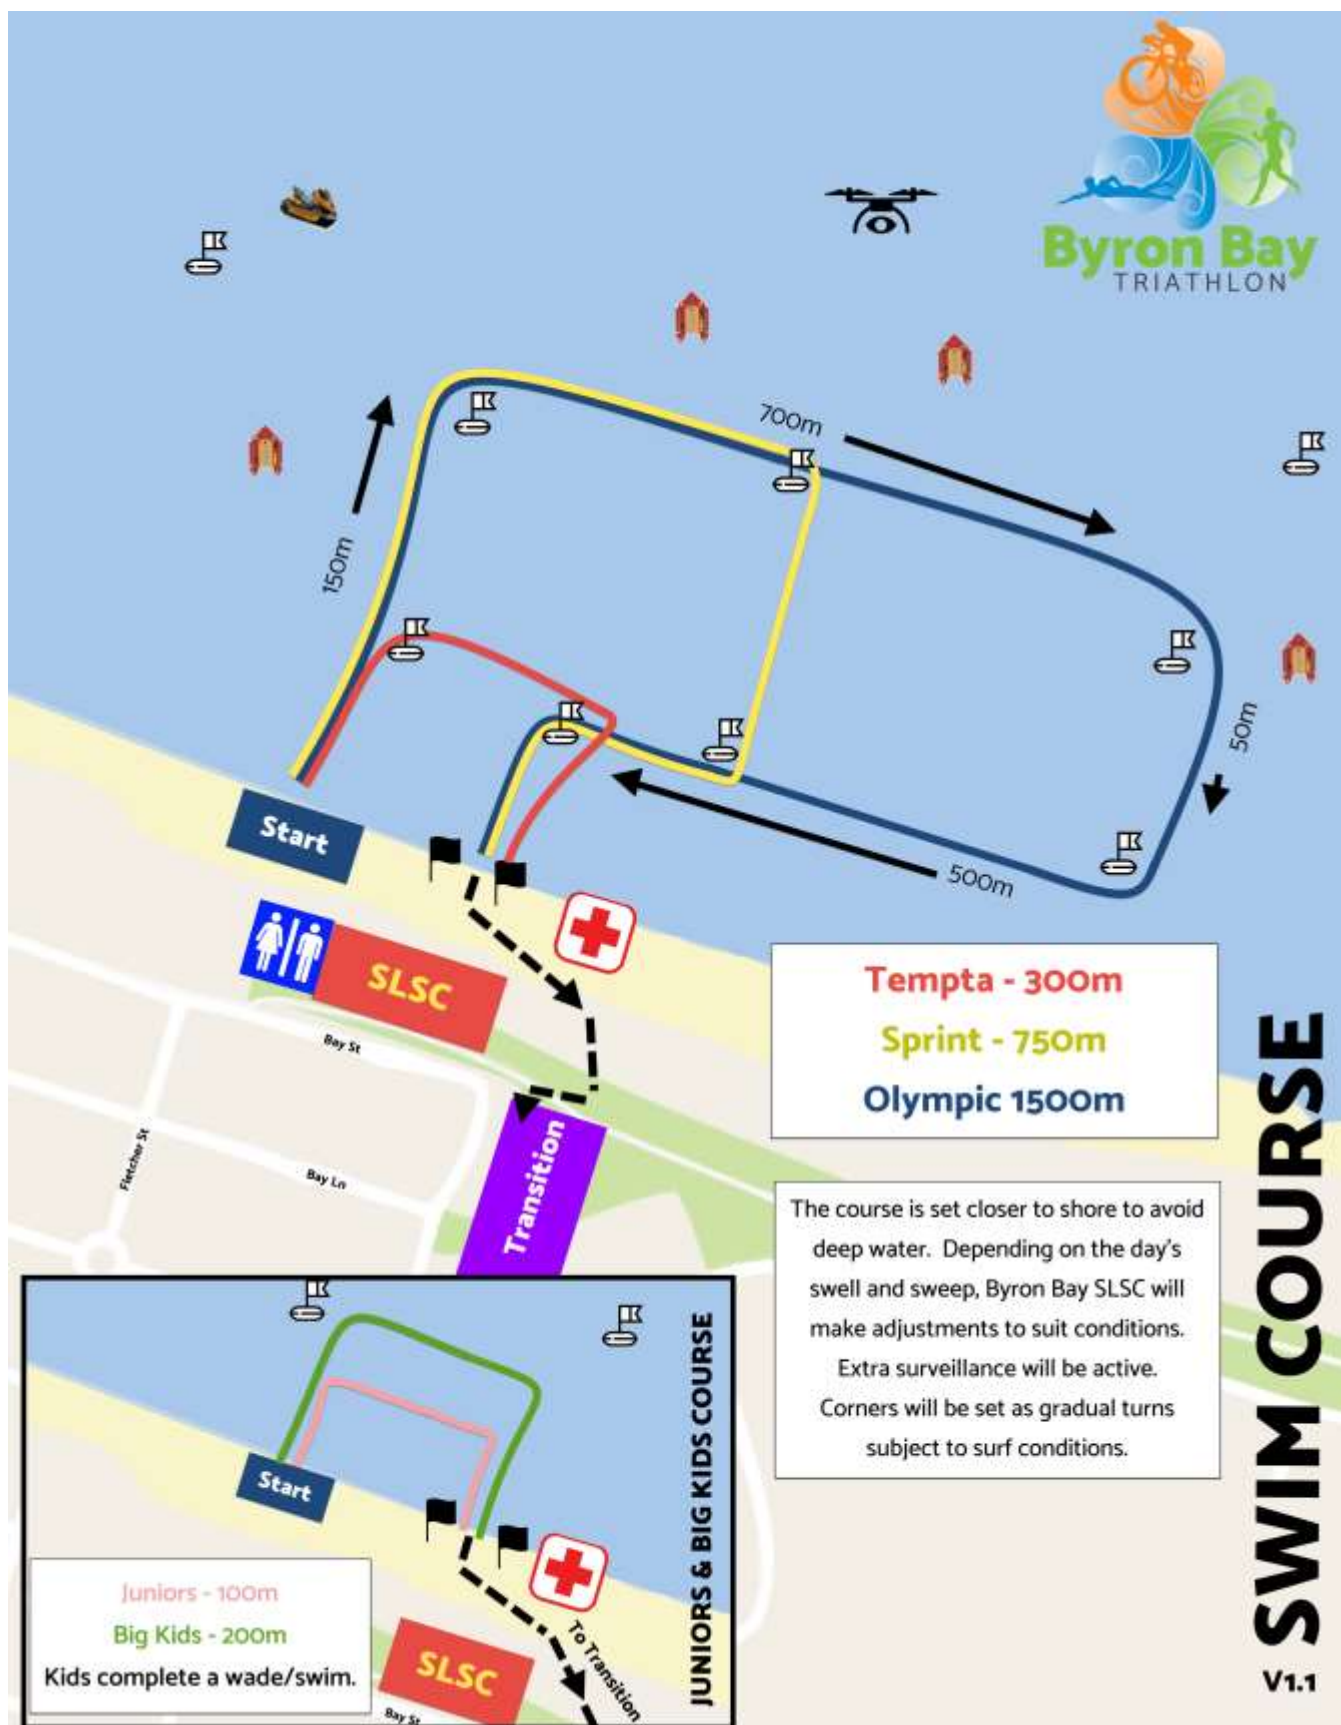 Byron Bay
TRIATHLON
700m
150m
50m
500m
Start
SLSC
Bay St
Fletcher St
Bay Ln
Transition
Tempta - 300m
Sprint - 750m
Olympic 1500m
The course is set closer to shore to avoid
deep water. Depending on the day's
swell and sweep, Byron Bay SLSC will
make adjustments to suit conditions.
Extra surveillance will be active.
Corners will be set as gradual turns
subject to surf conditions.
SWIM COURSE
V1.1
JUNIORS & BIG KIDS COURSE
Start
Juniors - 100m
Big Kids - 200m
Kids complete a wade/swim.
SLSC
To Transition
Bay St